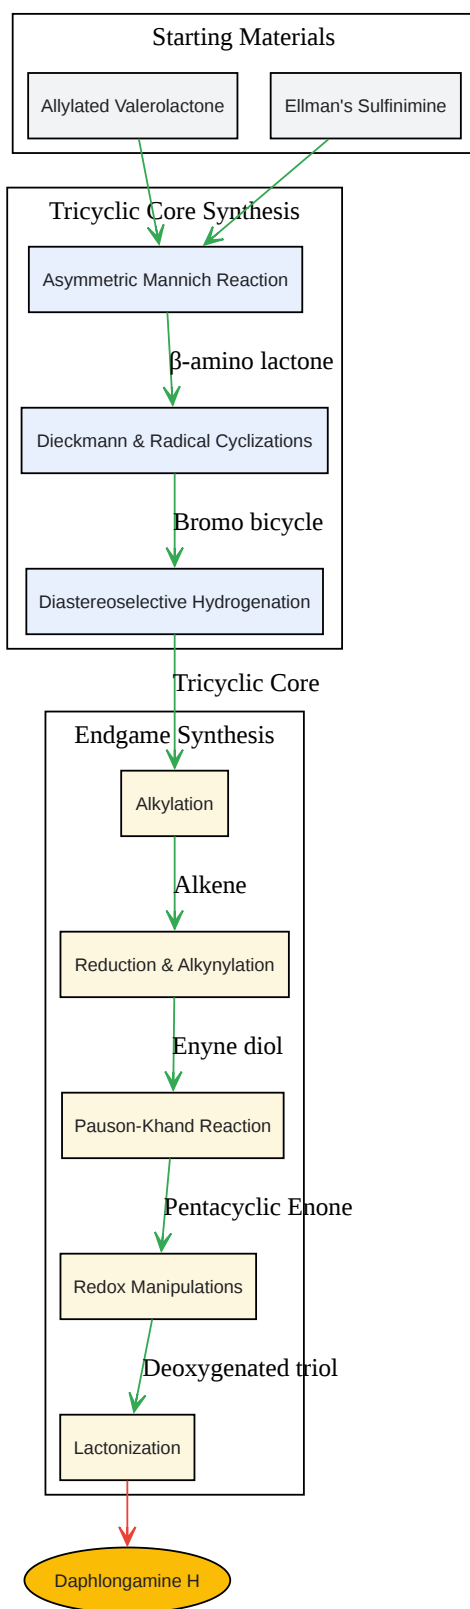 Starting Materials
Allylated Valerolactone
Ellman's Sulfinimine
Tricyclic Core Synthesis
Asymmetric Mannich Reaction
β-amino lactone
Dieckmann & Radical Cyclizations
Bromo bicycle
Diastereoselective Hydrogenation
Tricyclic Core
Endgame Synthesis
Alkylation
Alkene
Reduction & Alkynylation
Enyne diol
Pauson-Khand Reaction
Pentacyclic Enone
Redox Manipulations
Deoxygenated triol
Lactonization
Daphlongamine H